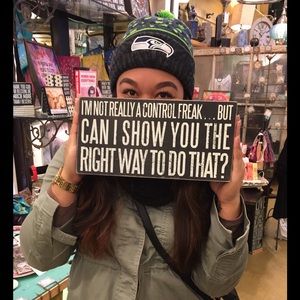 I'M NOT REALLY A CONTROL FREAK . . . BUT
CAN I SHOW YOU THE
RIGHT WAY TO DO THAT?